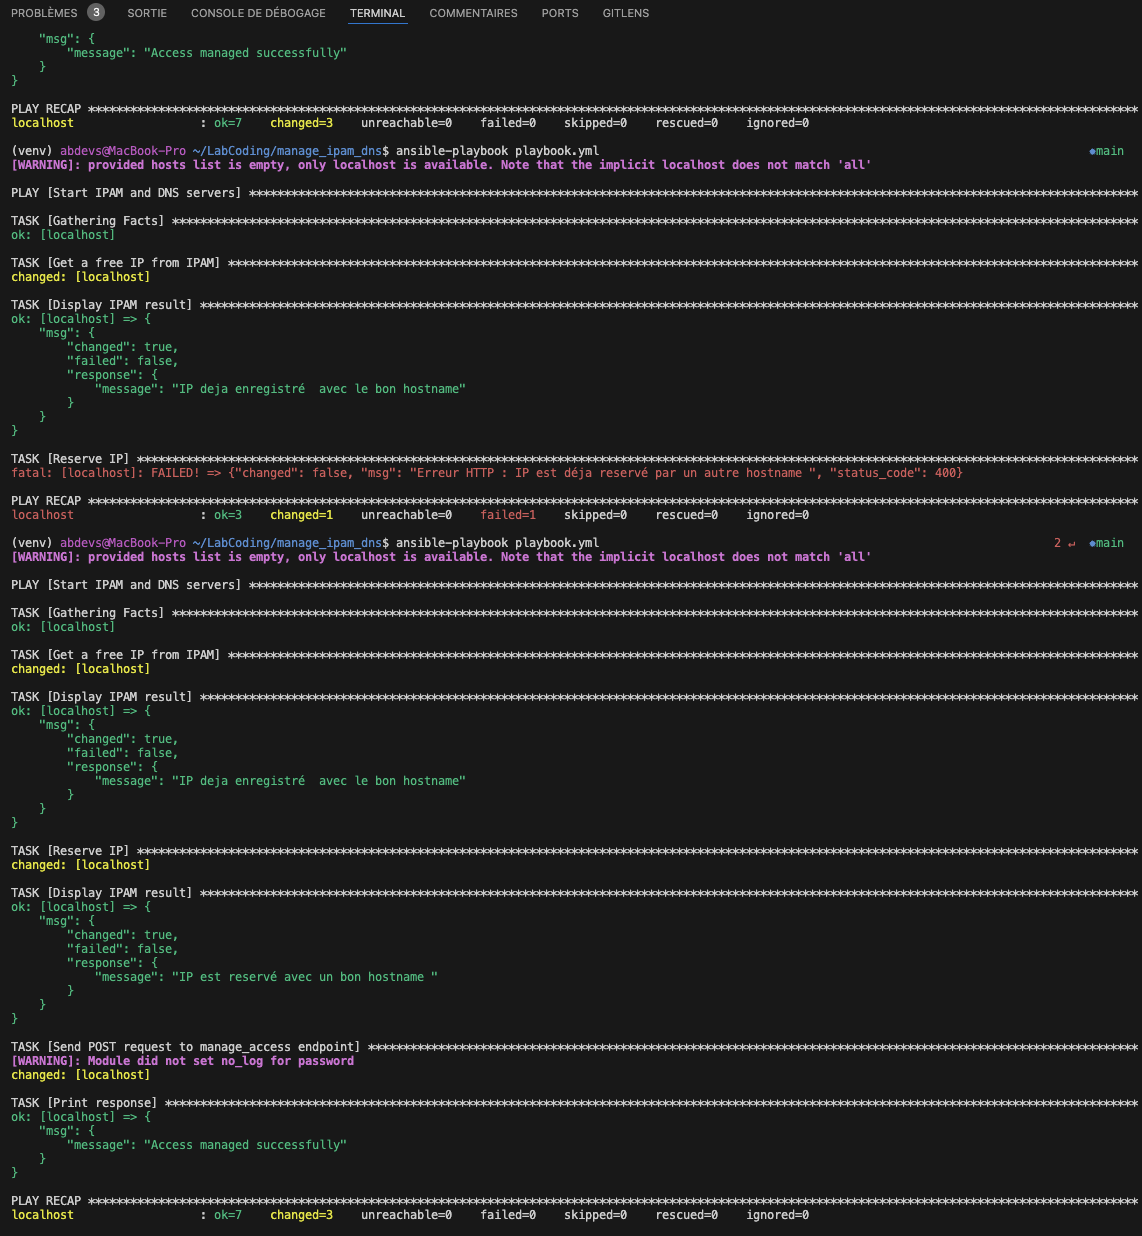 PROBLÈMES 3 SORTIE CONSOLE DE DÉBOGAGE TERMINAL COMMENTAIRES PORTS GITLENS
    "msg": {
        "message": "Access managed successfully"
    }
}
PLAY RECAP ******************************************************************************************************************************************************
localhost                  : ok=7    changed=3    unreachable=0    failed=0    skipped=0    rescued=0    ignored=0
(venv) abdevs@MacBook-Pro ~/LabCoding/manage_ipam_dns$ ansible-playbook playbook.yml ●main
[WARNING]: provided hosts list is empty, only localhost is available. Note that the implicit localhost does not match 'all'
PLAY [Start IPAM and DNS servers] *******************************************************************************************************************************
TASK [Gathering Facts] ******************************************************************************************************************************************
ok: [localhost]
TASK [Get a free IP from IPAM] **********************************************************************************************************************************
changed: [localhost]
TASK [Display IPAM result] **************************************************************************************************************************************
ok: [localhost] => {
    "msg": {
        "changed": true,
        "failed": false,
        "response": {
            "message": "IP deja enregistré  avec le bon hostname"
        }
    }
}
TASK [Reserve IP] ***********************************************************************************************************************************************
fatal: [localhost]: FAILED! => {"changed": false, "msg": "Erreur HTTP : IP est déja reservé par un autre hostname ", "status_code": 400}
PLAY RECAP ******************************************************************************************************************************************************
localhost                  : ok=3    changed=1    unreachable=0    failed=1    skipped=0    rescued=0    ignored=0
(venv) abdevs@MacBook-Pro ~/LabCoding/manage_ipam_dns$ ansible-playbook playbook.yml 2 ↵ ●main
[WARNING]: provided hosts list is empty, only localhost is available. Note that the implicit localhost does not match 'all'
PLAY [Start IPAM and DNS servers] *******************************************************************************************************************************
TASK [Gathering Facts] ******************************************************************************************************************************************
ok: [localhost]
TASK [Get a free IP from IPAM] **********************************************************************************************************************************
changed: [localhost]
TASK [Display IPAM result] **************************************************************************************************************************************
ok: [localhost] => {
    "msg": {
        "changed": true,
        "failed": false,
        "response": {
            "message": "IP deja enregistré  avec le bon hostname"
        }
    }
}
TASK [Reserve IP] ***********************************************************************************************************************************************
changed: [localhost]
TASK [Display IPAM result] **************************************************************************************************************************************
ok: [localhost] => {
    "msg": {
        "changed": true,
        "failed": false,
        "response": {
            "message": "IP est reservé avec un bon hostname "
        }
    }
}
TASK [Send POST request to manage_access endpoint] **************************************************************************************************************
[WARNING]: Module did not set no_log for password
changed: [localhost]
TASK [Print response] *******************************************************************************************************************************************
ok: [localhost] => {
    "msg": {
        "message": "Access managed successfully"
    }
}
PLAY RECAP ******************************************************************************************************************************************************
localhost                  : ok=7    changed=3    unreachable=0    failed=0    skipped=0    rescued=0    ignored=0